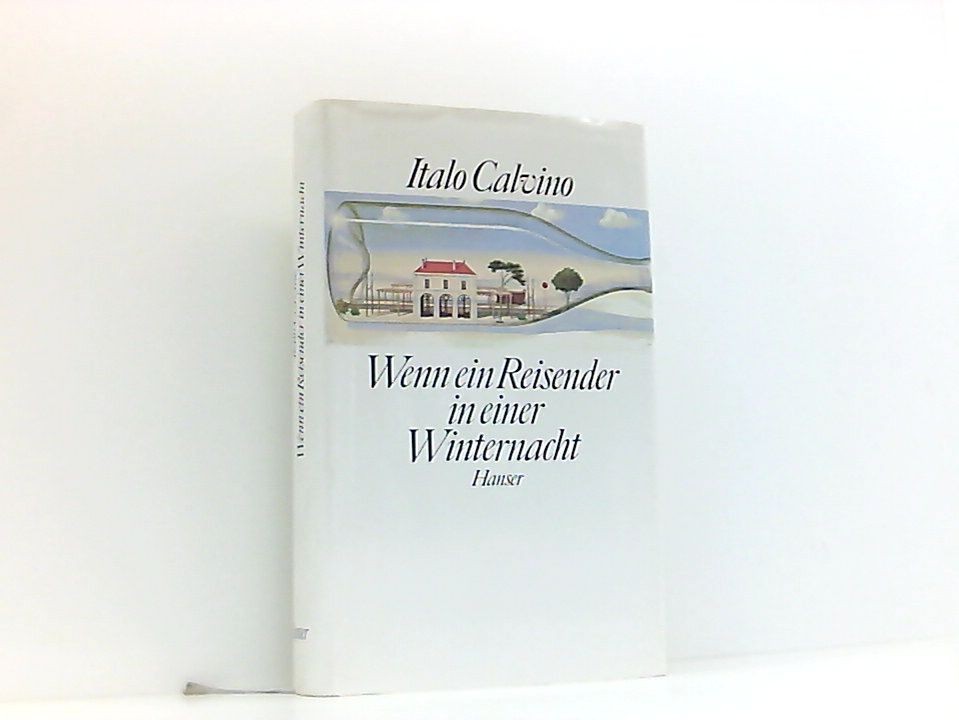 Italo Calvino
Wenn ein Reisender
in einer
Winternacht
Hanser
Wenn ein Reisender in einer Winternacht